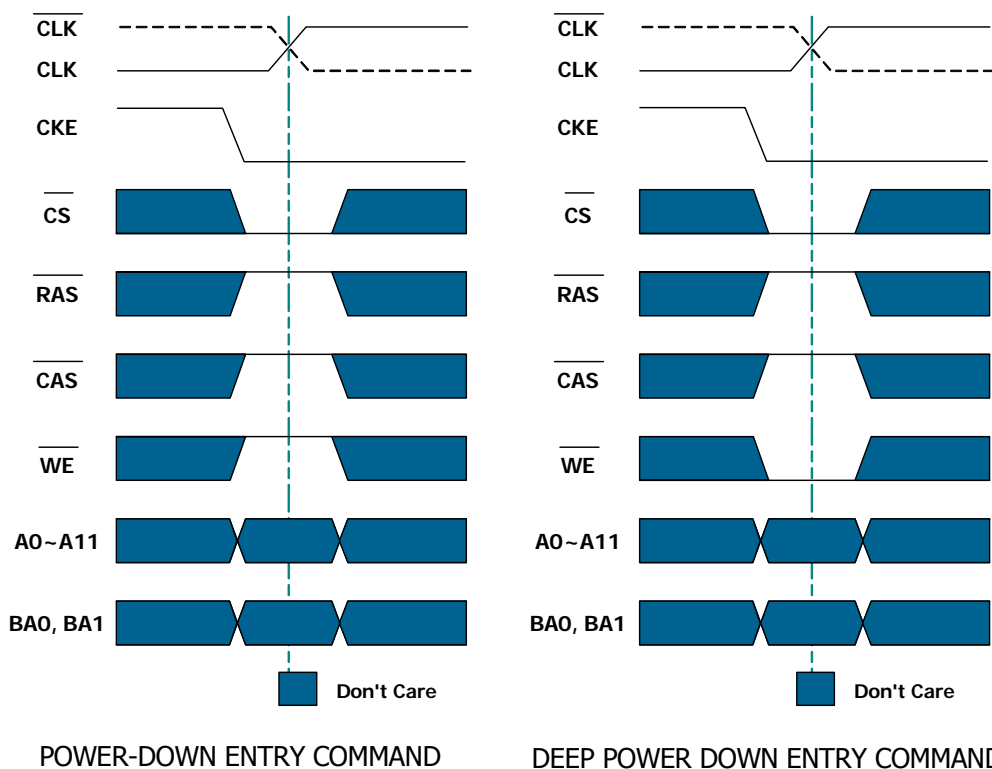 CLK
CLK
CKE
CS
RAS
CAS
WE
A0~A11
BA0, BA1
Don't Care
POWER-DOWN ENTRY COMMAND
CLK
CLK
CKE
CS
RAS
CAS
WE
A0~A11
BA0, BA1
Don't Care
DEEP POWER DOWN ENTRY COMMAND